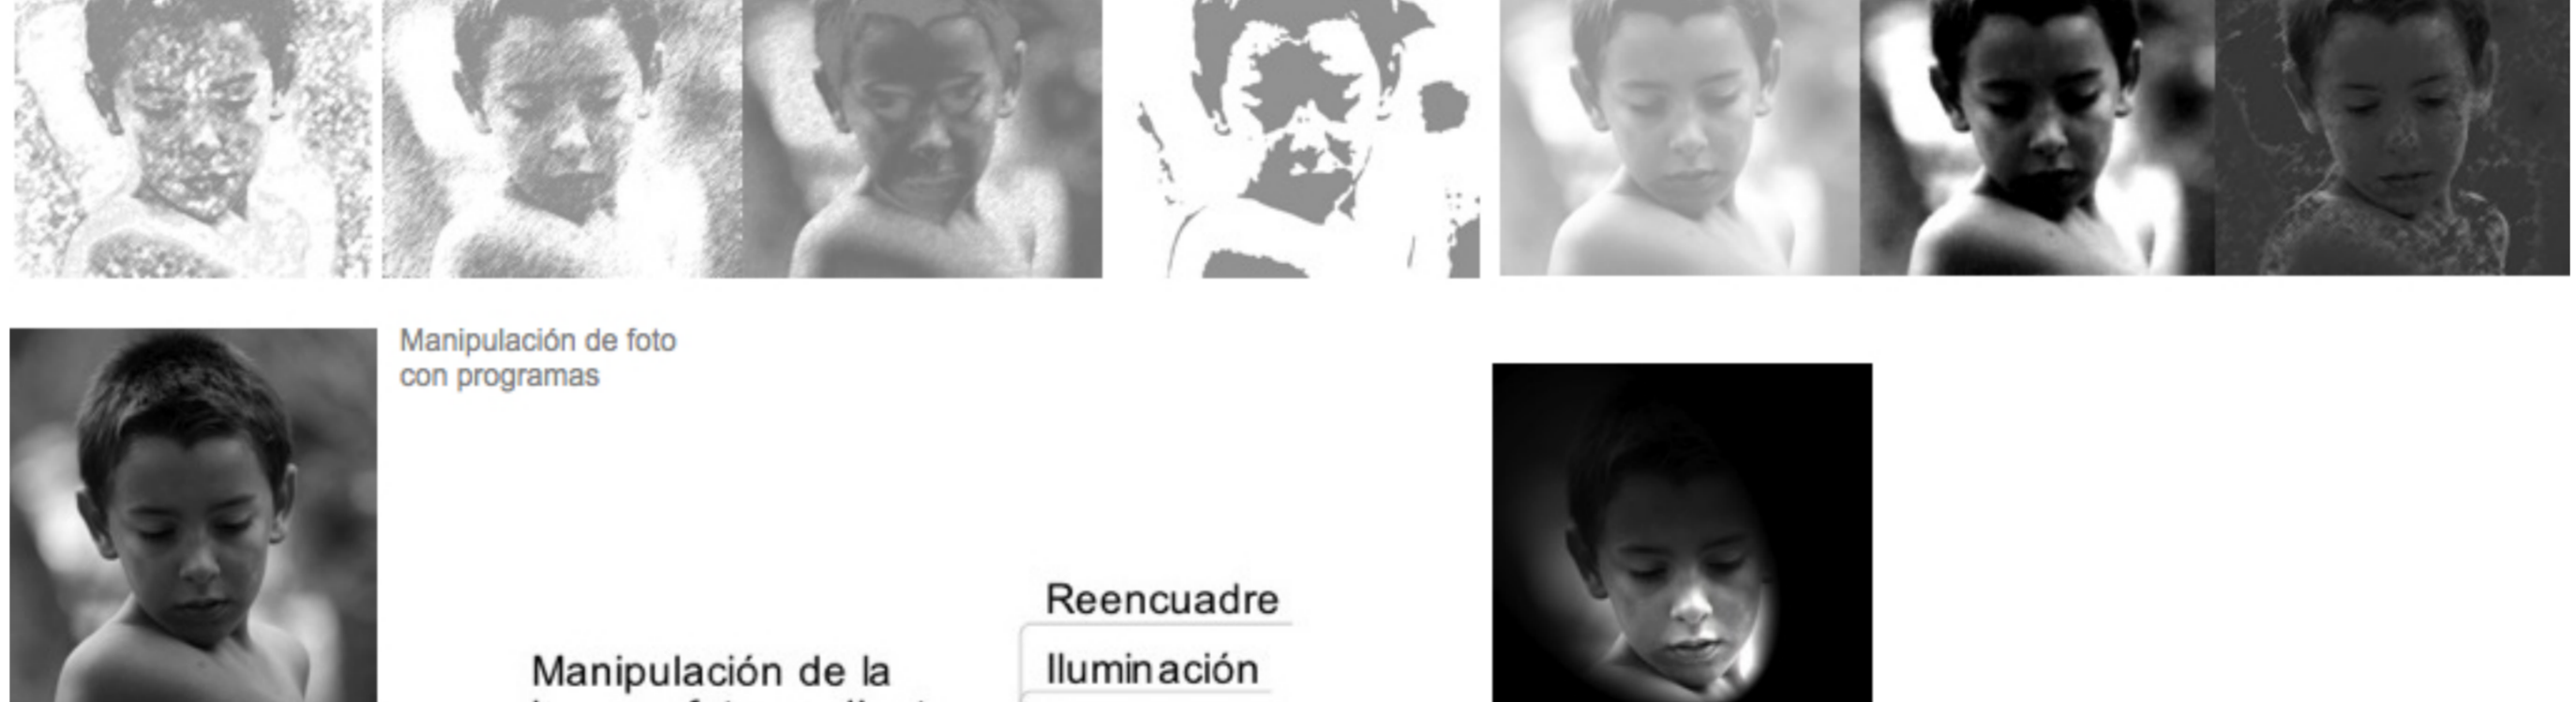 Manipulación de foto
con programas
Reencuadre
Manipulación de la
Iluminación